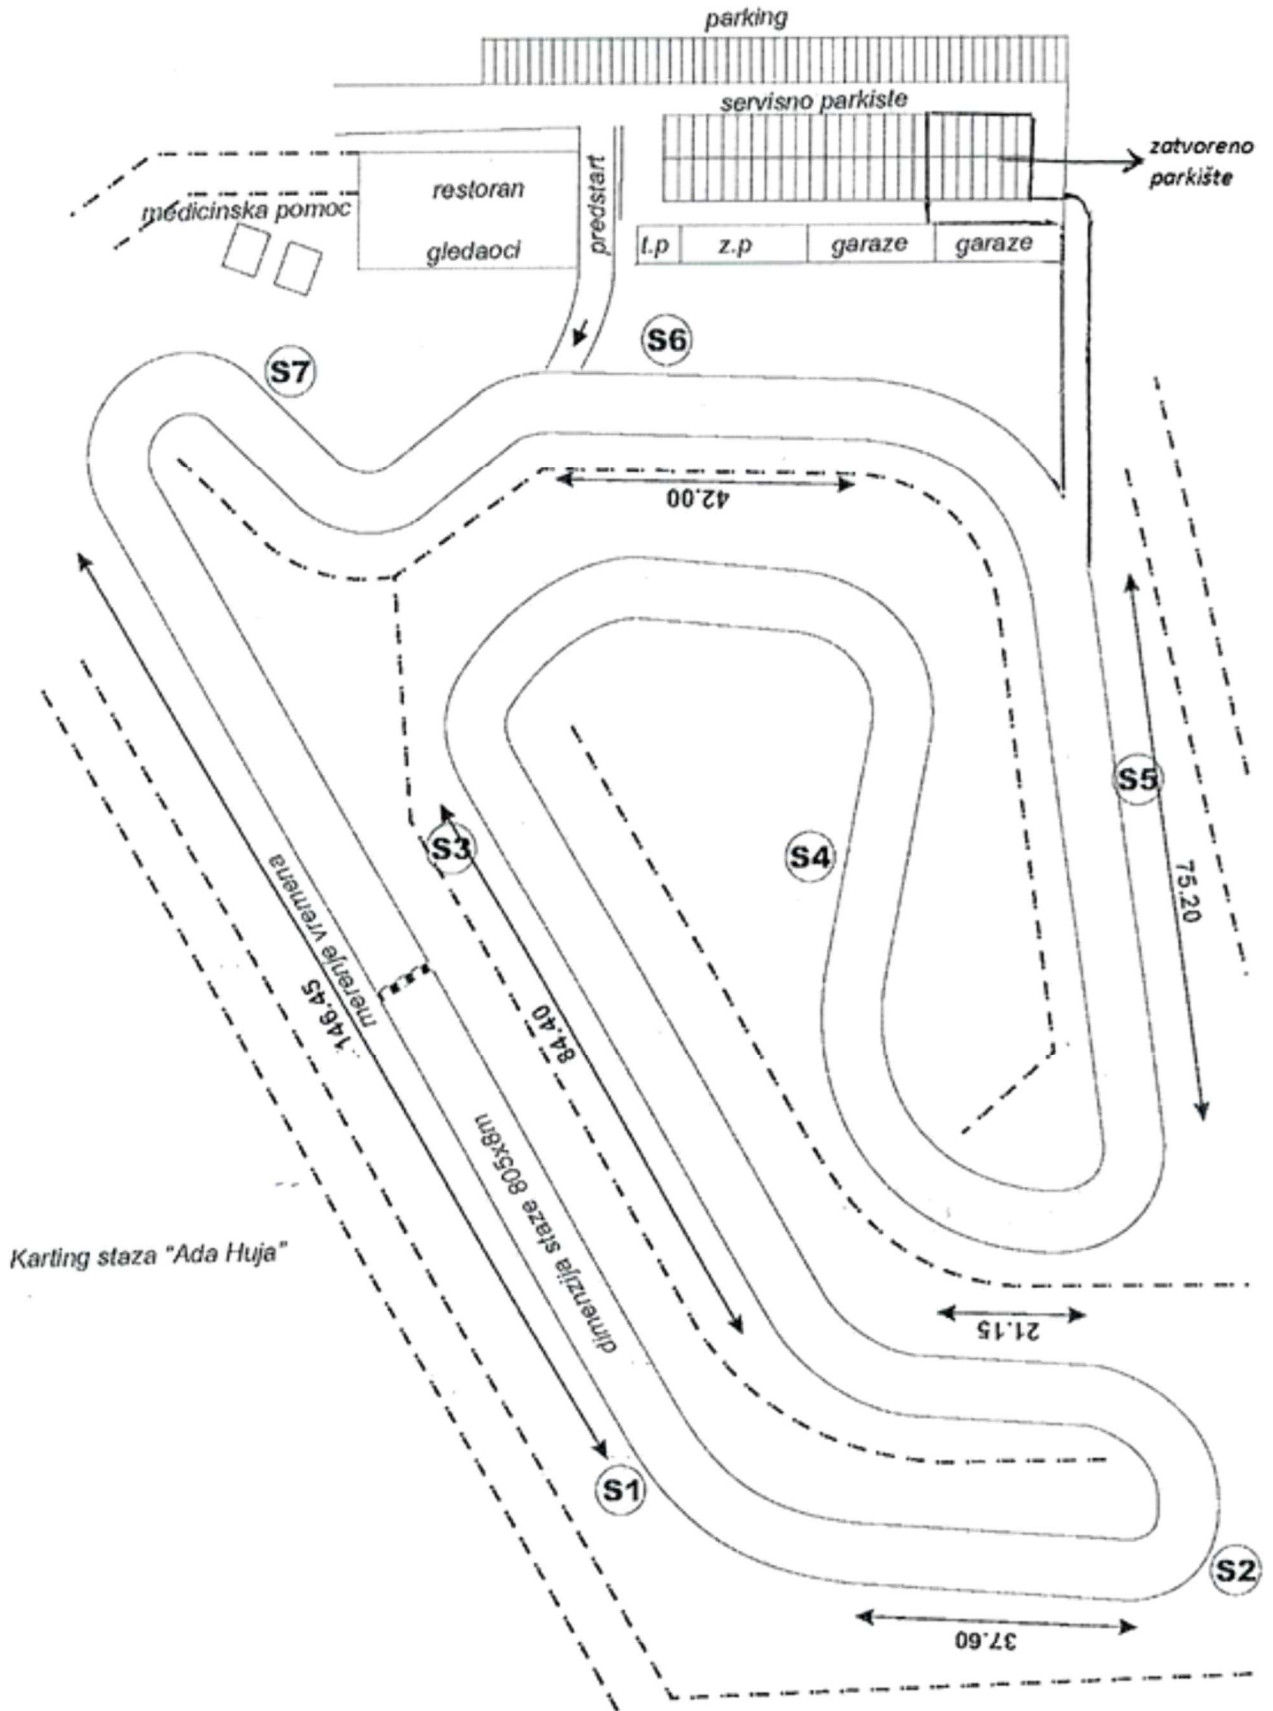 parking
servisno parkiste
zatvoreno
parkište
predstart
restoran
medicinska pomoc
gledaoci
t.p
z.p
garaze
garaze
S6
S7
42.00
S5
S3
S4
75.20
merenje vremena
146.45
84.40
dimenzija staze 805x8m
Karting staza "Ada Huja"
21.15
S1
S2
37.60